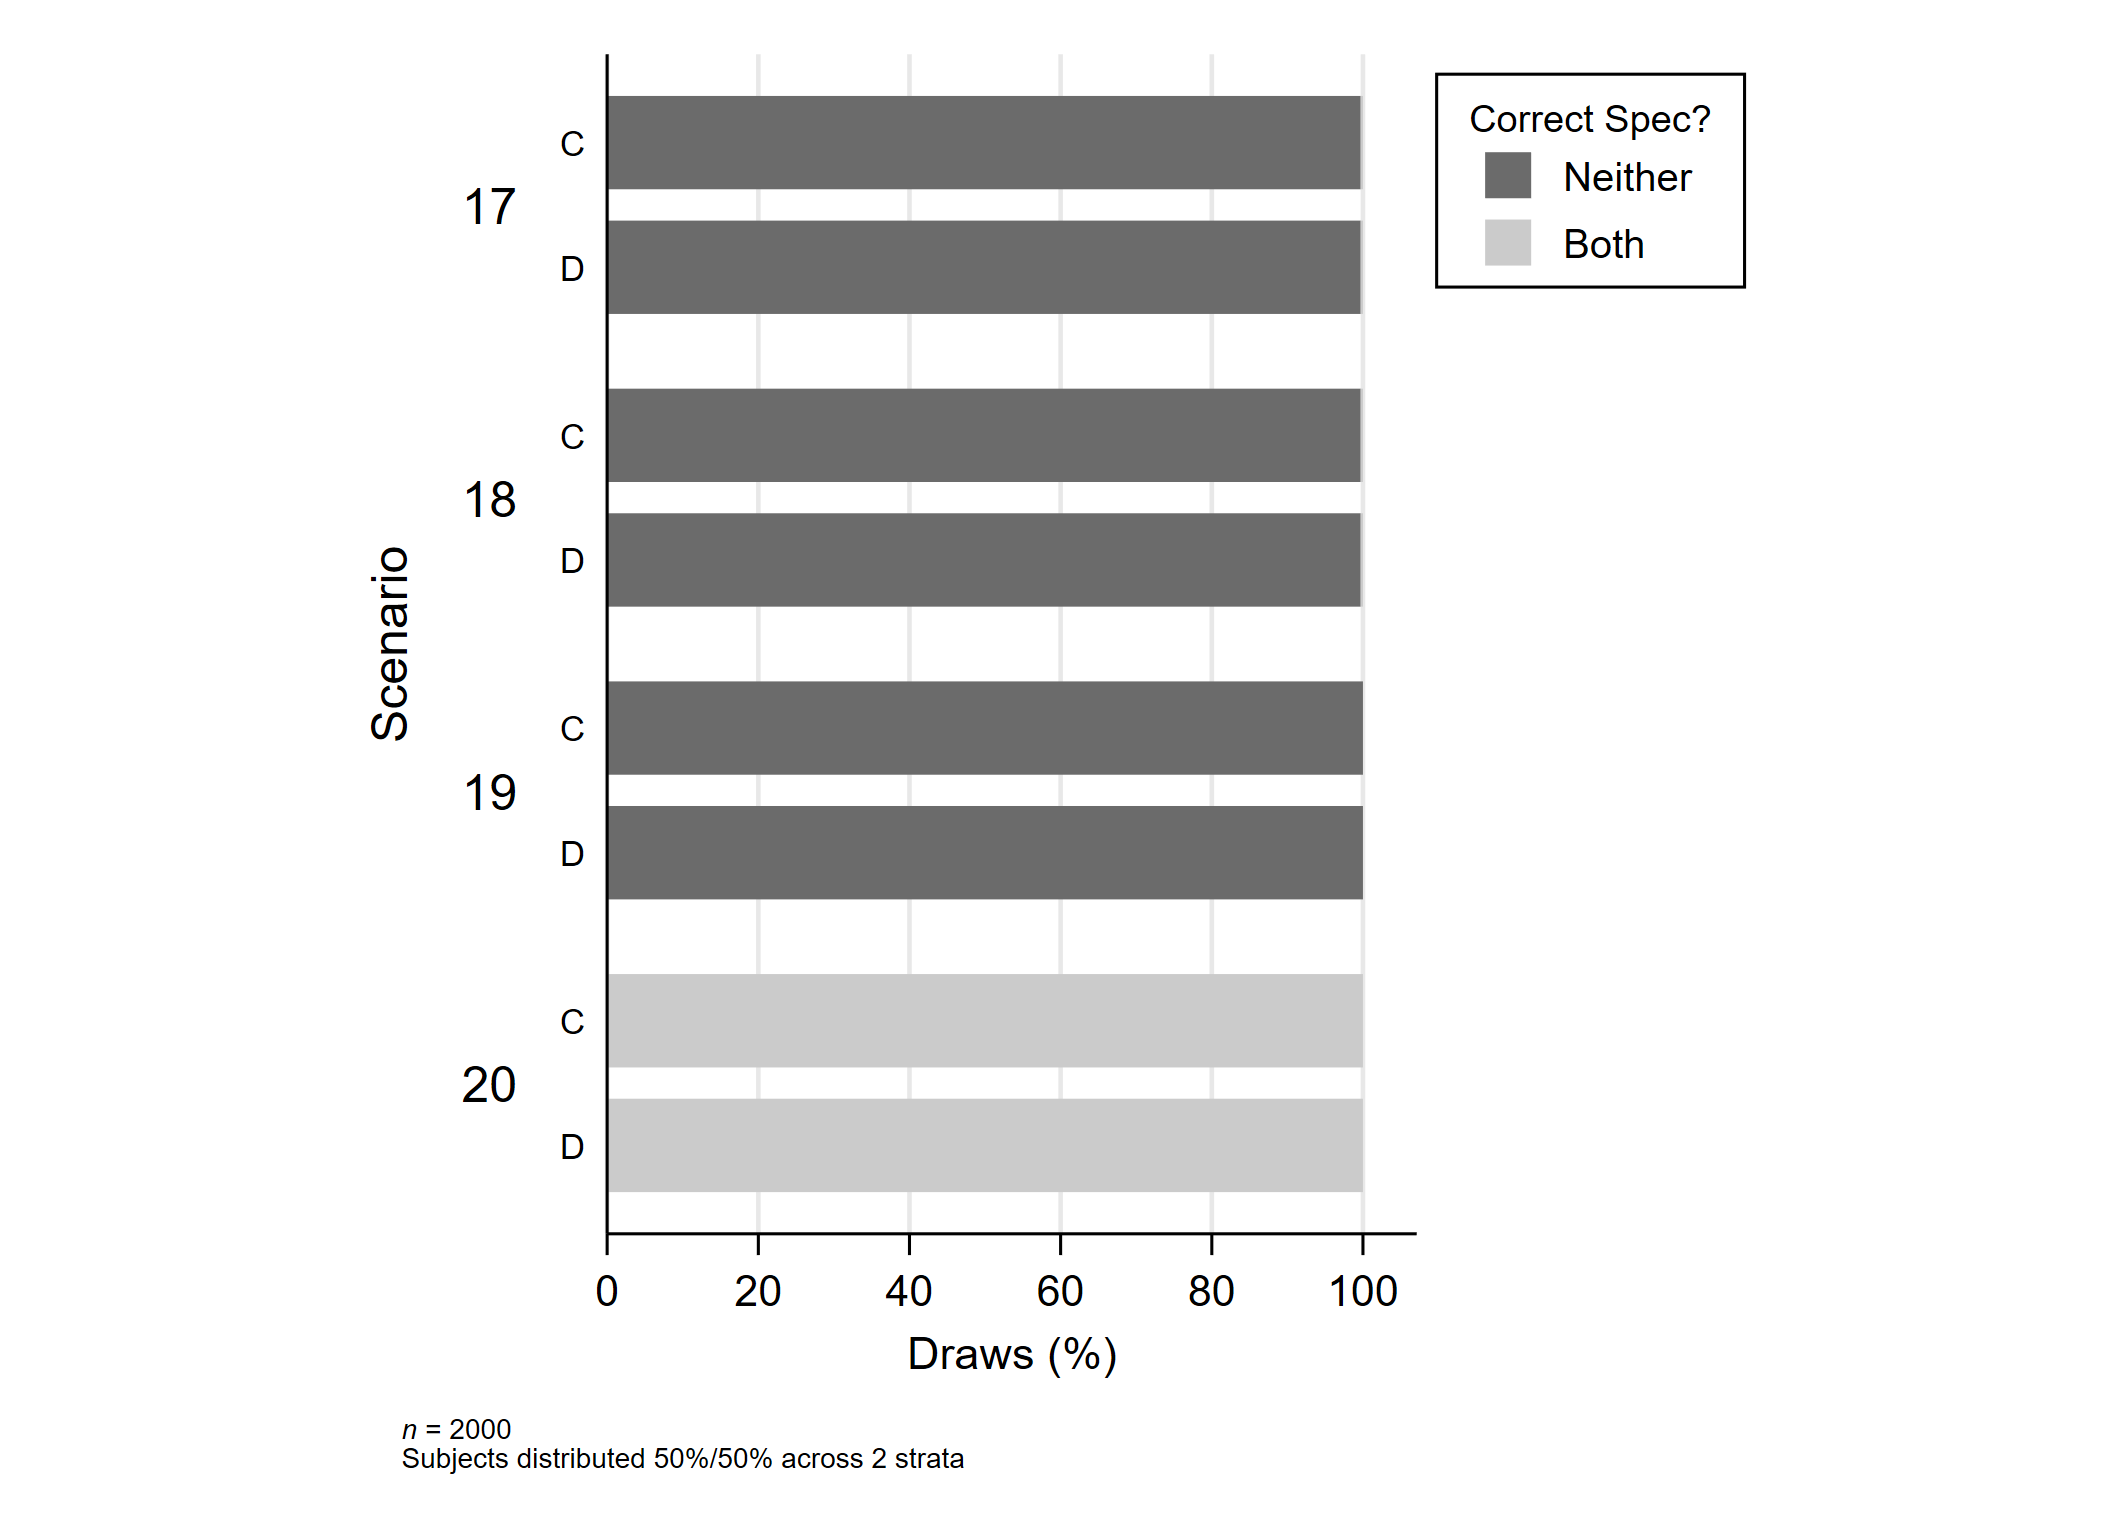 Correct Spec?
Neither
Both
Scenario
17
C
D
18
C
D
19
C
D
20
C
D
0 20 40 60 80 100
Draws (%)
n = 2000
Subjects distributed 50%/50% across 2 strata